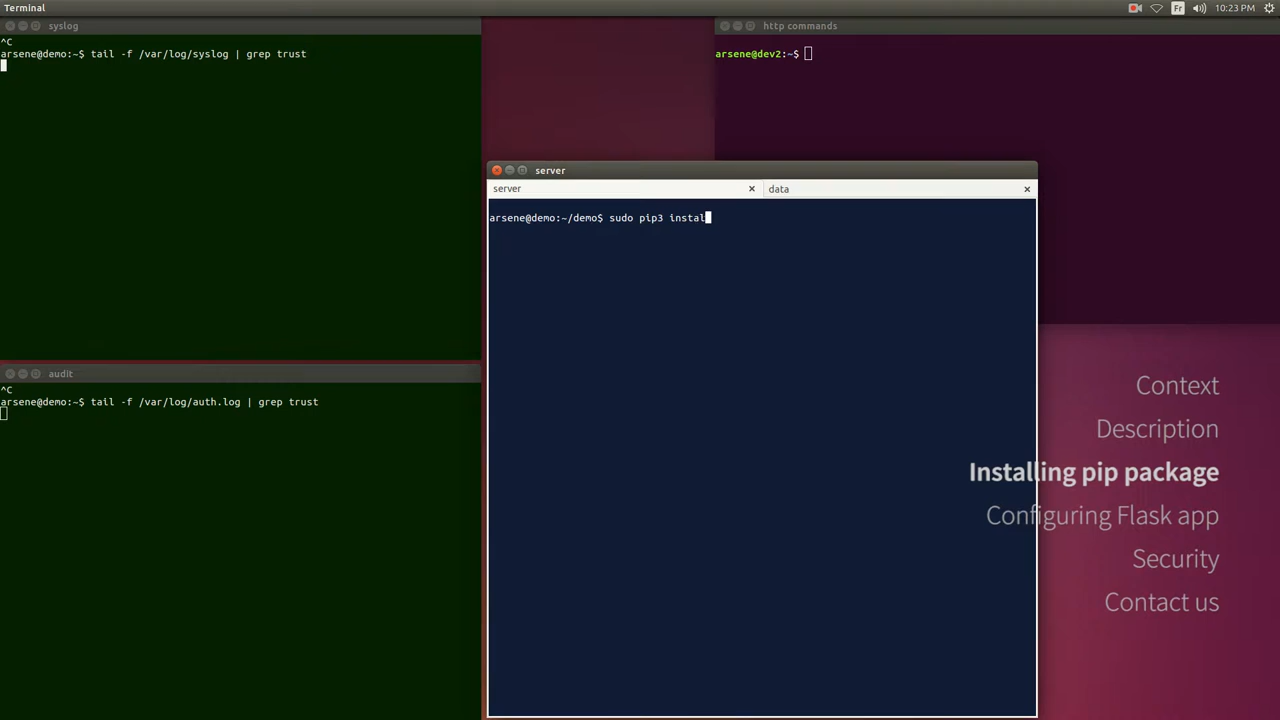 Terminal
Fr
10:23 PM
syslog
^C
arsene@demo:~$ tail -f /var/log/syslog | grep trust
http commands
arsene@dev2:~$
server
server
data
arsene@demo:~/demo$ sudo pip3 instal
audit
^C
arsene@demo:~$ tail -f /var/log/auth.log | grep trust
Context
Description
Installing pip package
Configuring Flask app
Security
Contact us